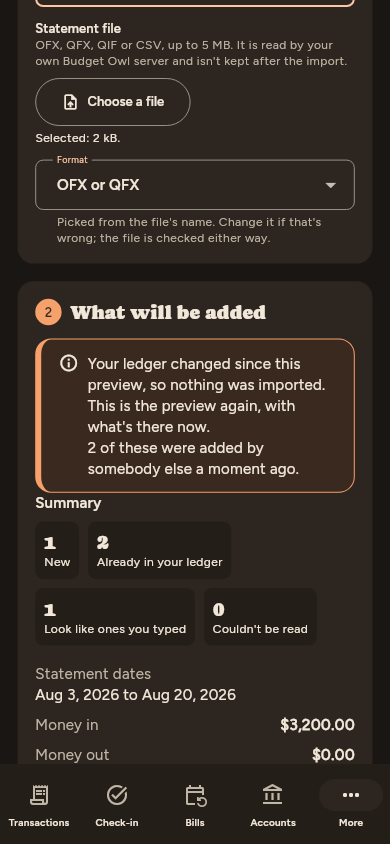 Statement file
OFX, QFX, QIF or CSV, up to 5 MB. It is read by your
own Budget Owl server and isn't kept after the import.
Choose a file
Selected: 2 kB.
Format
OFX or QFX
Picked from the file's name. Change it if that's
wrong; the file is checked either way.
2 What will be added
Your ledger changed since this
preview, so nothing was imported.
This is the preview again, with
what's there now.
2 of these were added by
somebody else a moment ago.
Summary
1 2
New Already in your ledger
1 0
Look like ones you typed Couldn't be read
Statement dates
Aug 3, 2026 to Aug 20, 2026
Money in $3,200.00
Money out $0.00
Transactions Check-in Bills Accounts More